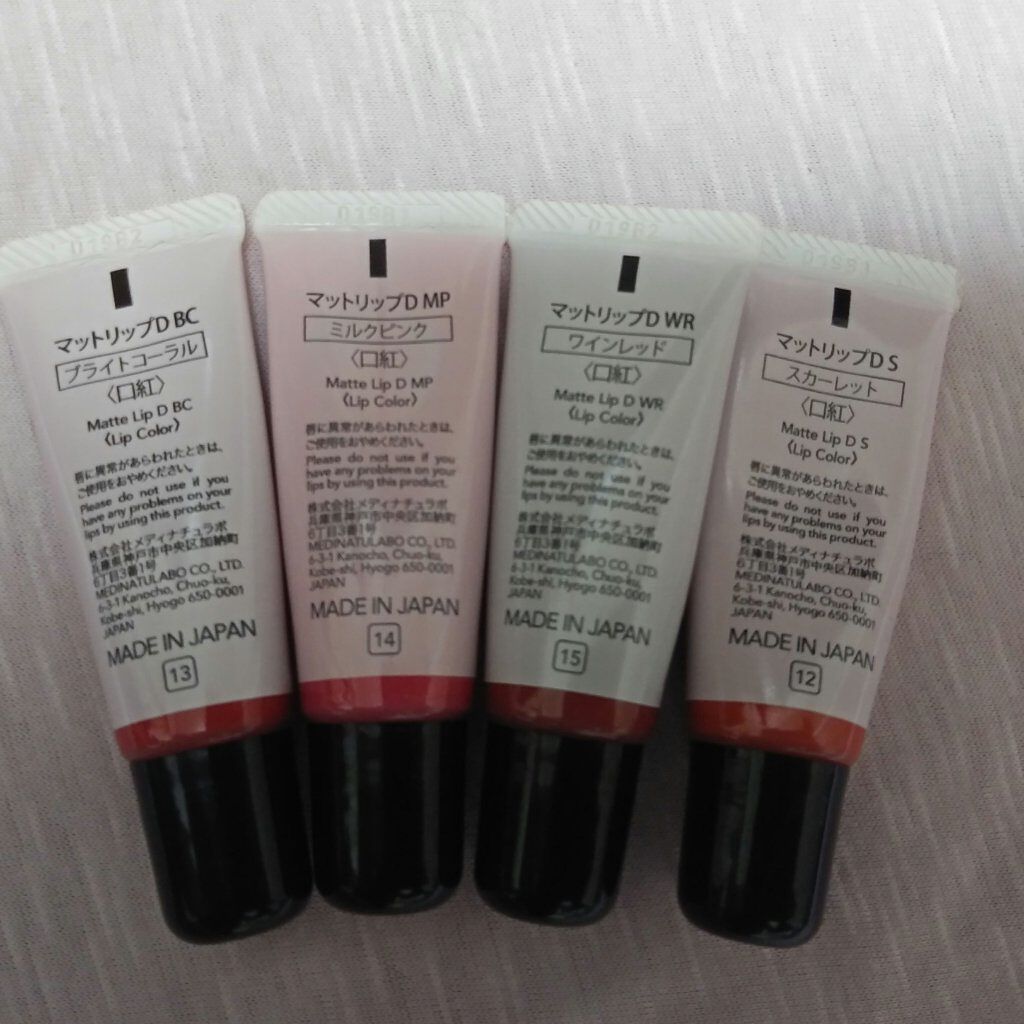 01982
マットリップD BC
ブライトコーラル
〈口紅〉
Matte Lip D BC
〈Lip Color〉
唇に異常があらわれたときは、
ご使用をおやめください。
Please do not use if you
have any problems on your
lips by using this product.
株式会社メディナチュラボ
兵庫県神戸市中央区加納町
6丁目3番1号
MEDINATULABO CO., LTD.
6-3-1 Kanocho, Chuo-ku,
Kobe-shi, Hyogo 650-0001
JAPAN
MADE IN JAPAN
13
01981
マットリップD MP
ミルクピンク
〈口紅〉
Matte Lip D MP
〈Lip Color〉
唇に異常があらわれたときは、
ご使用をおやめください。
Please do not use if you
have any problems on your
lips by using this product.
株式会社メディナチュラボ
兵庫県神戸市中央区加納町
6丁目3番1号
MEDINATULABO CO., LTD.
6-3-1 Kanocho, Chuo-ku,
Kobe-shi, Hyogo 650-0001
JAPAN
MADE IN JAPAN
14
01982
マットリップD WR
ワインレッド
〈口紅〉
Matte Lip D WR
〈Lip Color〉
唇に異常があらわれたときは、
ご使用をおやめください。
Please do not use if you
have any problems on your
lips by using this product.
株式会社メディナチュラボ
兵庫県神戸市中央区加納町
6丁目3番1号
MEDINATULABO CO., LTD.
6-3-1 Kanocho, Chuo-ku,
Kobe-shi, Hyogo 650-0001
JAPAN
MADE IN JAPAN
15
01981
マットリップD S
スカーレット
〈口紅〉
Matte Lip D S
〈Lip Color〉
唇に異常があらわれたときは、
ご使用をおやめください。
Please do not use if you
have any problems on your
lips by using this product.
株式会社メディナチュラボ
兵庫県神戸市中央区加納町
6丁目3番1号
MEDINATULABO CO., LTD.
6-3-1 Kanocho, Chuo-ku,
Kobe-shi, Hyogo 650-0001
JAPAN
MADE IN JAPAN
12